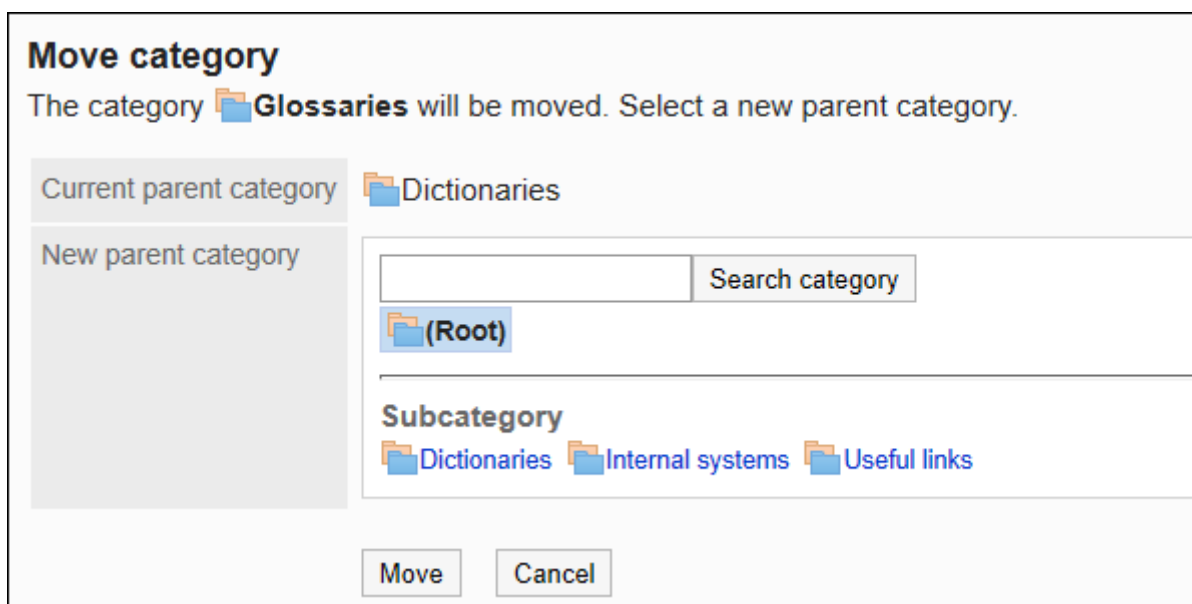 Move category
The category Glossaries will be moved. Select a new parent category.
Current parent category Dictionaries
New parent category
Search category
(Root)
Subcategory
Dictionaries Internal systems Useful links
Move Cancel